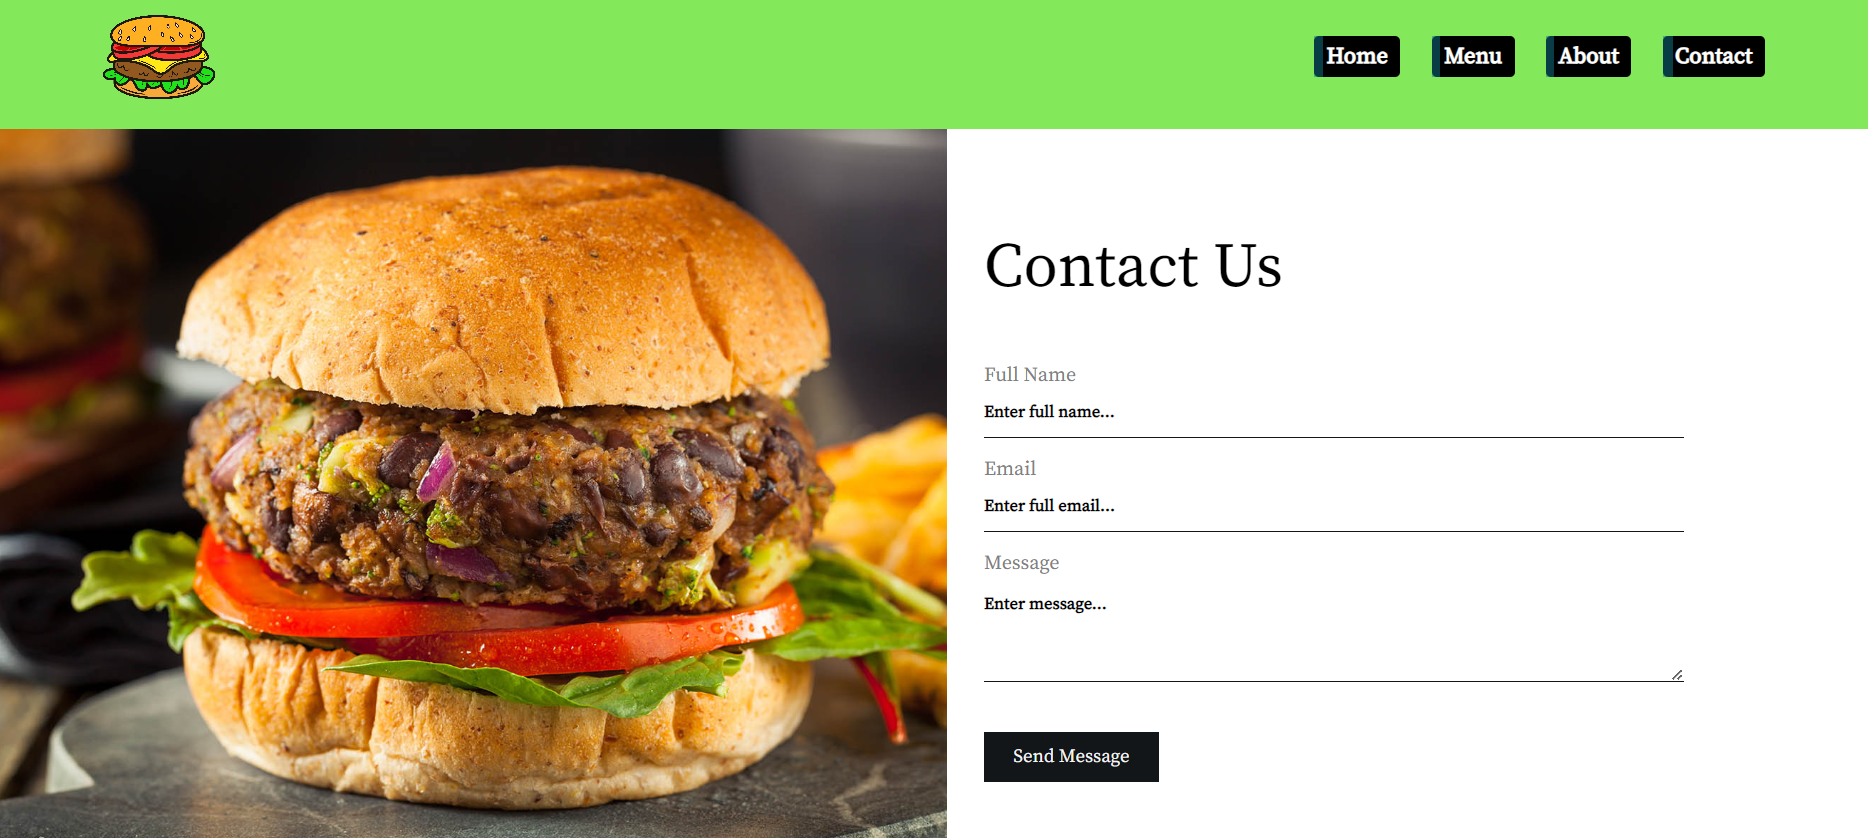 Home Menu About Contact
Contact Us
Full Name
Enter full name...
Email
Enter full email...
Message
Enter message...
Send Message